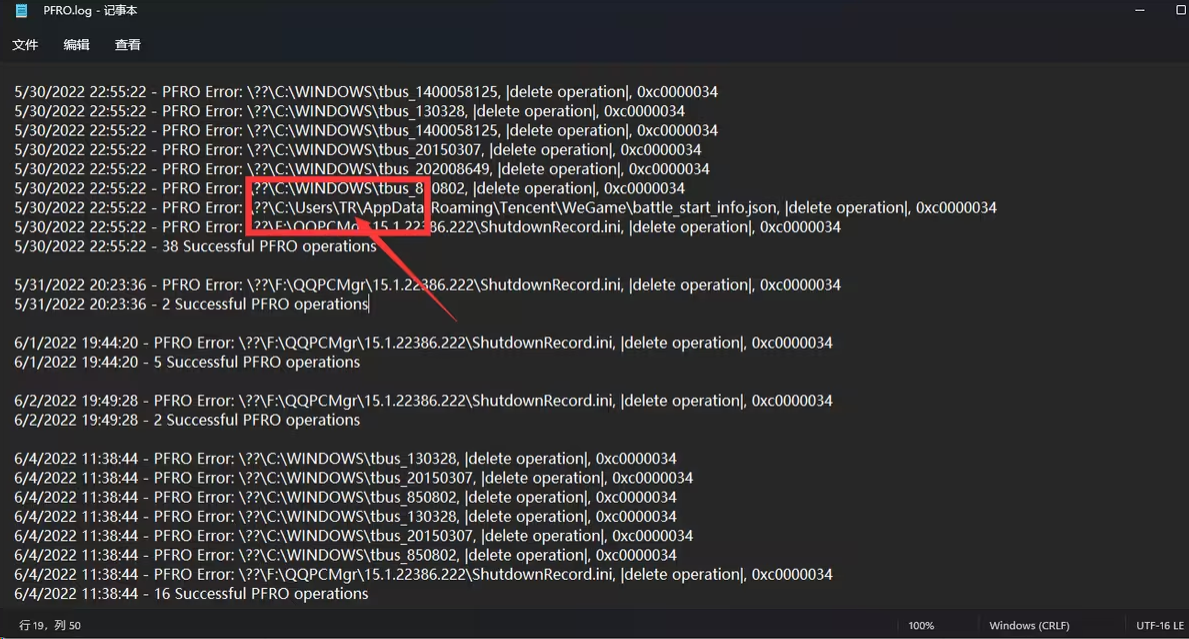 PFRO.log - 记事本
文件 编辑 查看
5/30/2022 22:55:22 - PFRO Error: \??\C:\WINDOWS\tbus_1400058125, |delete operation|, 0xc0000034
5/30/2022 22:55:22 - PFRO Error: \??\C:\WINDOWS\tbus_130328, |delete operation|, 0xc0000034
5/30/2022 22:55:22 - PFRO Error: \??\C:\WINDOWS\tbus_1400058125, |delete operation|, 0xc0000034
5/30/2022 22:55:22 - PFRO Error: \??\C:\WINDOWS\tbus_20150307, |delete operation|, 0xc0000034
5/30/2022 22:55:22 - PFRO Error: \??\C:\WINDOWS\tbus_202008649, |delete operation|, 0xc0000034
5/30/2022 22:55:22 - PFRO Error: \??\C:\WINDOWS\tbus_850802, |delete operation|, 0xc0000034
5/30/2022 22:55:22 - PFRO Error: \??\C:\Users\TR\AppData\Roaming\Tencent\WeGame\battle_start_info.json, |delete operation|, 0xc0000034
5/30/2022 22:55:22 - PFRO Error: \??\F:\QQPCMgr\15.1.22386.222\ShutdownRecord.ini, |delete operation|, 0xc0000034
5/30/2022 22:55:22 - 38 Successful PFRO operations
5/31/2022 20:23:36 - PFRO Error: \??\F:\QQPCMgr\15.1.22386.222\ShutdownRecord.ini, |delete operation|, 0xc0000034
5/31/2022 20:23:36 - 2 Successful PFRO operations
6/1/2022 19:44:20 - PFRO Error: \??\F:\QQPCMgr\15.1.22386.222\ShutdownRecord.ini, |delete operation|, 0xc0000034
6/1/2022 19:44:20 - 5 Successful PFRO operations
6/2/2022 19:49:28 - PFRO Error: \??\F:\QQPCMgr\15.1.22386.222\ShutdownRecord.ini, |delete operation|, 0xc0000034
6/2/2022 19:49:28 - 2 Successful PFRO operations
6/4/2022 11:38:44 - PFRO Error: \??\C:\WINDOWS\tbus_130328, |delete operation|, 0xc0000034
6/4/2022 11:38:44 - PFRO Error: \??\C:\WINDOWS\tbus_20150307, |delete operation|, 0xc0000034
6/4/2022 11:38:44 - PFRO Error: \??\C:\WINDOWS\tbus_850802, |delete operation|, 0xc0000034
6/4/2022 11:38:44 - PFRO Error: \??\C:\WINDOWS\tbus_130328, |delete operation|, 0xc0000034
6/4/2022 11:38:44 - PFRO Error: \??\C:\WINDOWS\tbus_20150307, |delete operation|, 0xc0000034
6/4/2022 11:38:44 - PFRO Error: \??\C:\WINDOWS\tbus_850802, |delete operation|, 0xc0000034
6/4/2022 11:38:44 - PFRO Error: \??\F:\QQPCMgr\15.1.22386.222\ShutdownRecord.ini, |delete operation|, 0xc0000034
6/4/2022 11:38:44 - 16 Successful PFRO operations
行 19，列 50 100% Windows (CRLF) UTF-16 LE